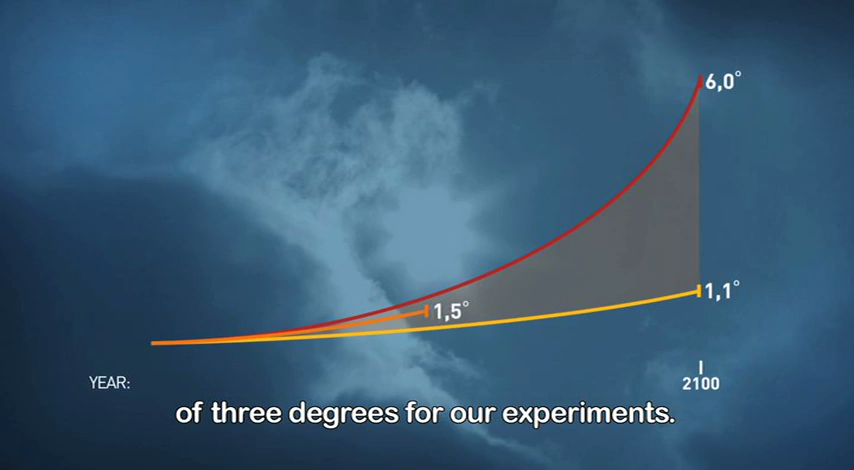 6,0°
1,5°
1,1°
YEAR:
2100
of three degrees for our experiments.